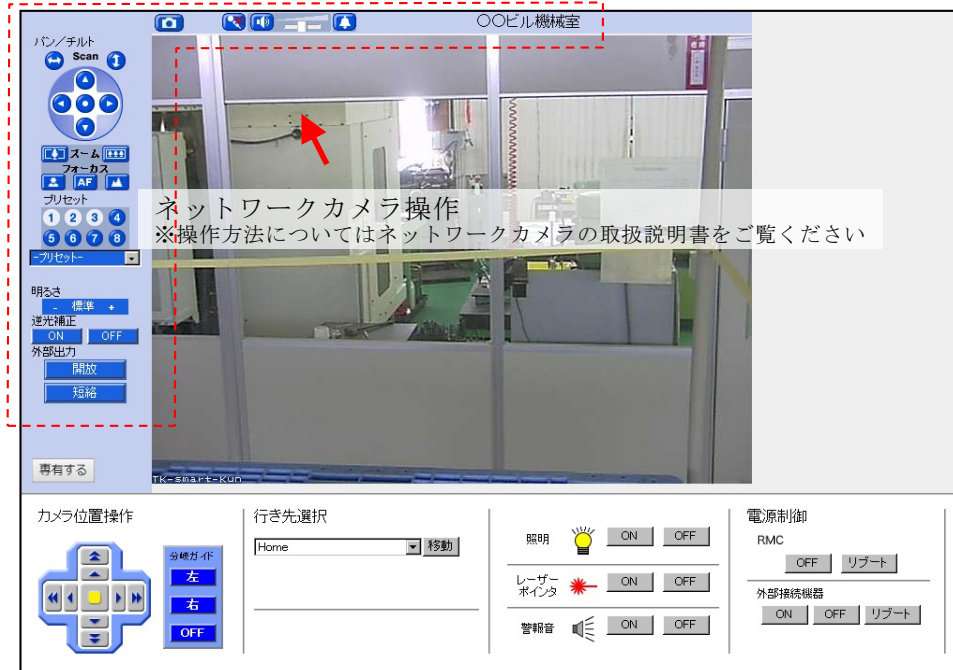 〇〇ビル機械室
パン／チルト
Scan
ズーム
フォーカス
AF
プリセット
1 2 3 4
5 6 7 8
-プリセット-
明るさ
- 標準 +
逆光補正
ON OFF
外部出力
開放
短絡
専有する
ネットワークカメラ操作
※操作方法についてはネットワークカメラの取扱説明書をご覧ください
TK-smart-Kun
カメラ位置操作
分岐ガイド
左
右
OFF
行き先選択
Home 移動
照明 ON OFF
レーザー
ポインタ ON OFF
警報音 ON OFF
電源制御
RMC
OFF リブート
外部接続機器
ON OFF リブート